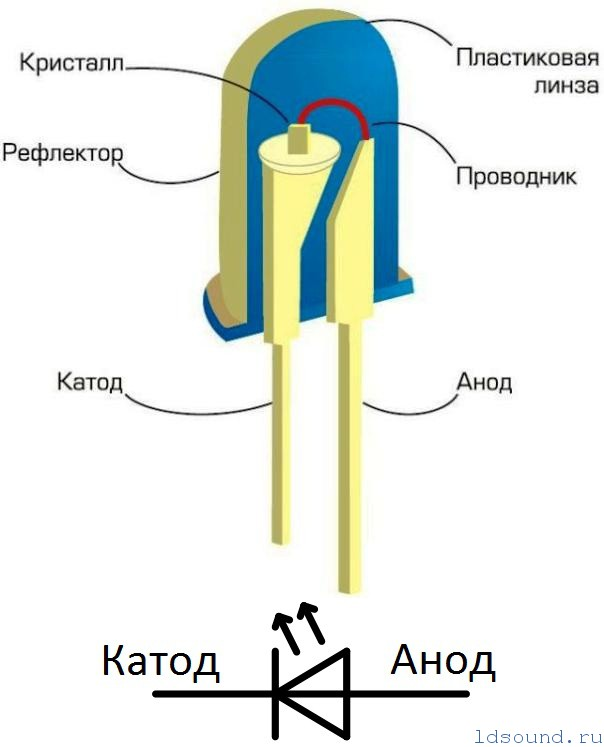 Кристалл
Пластиковая
линза
Рефлектор
Проводник
Катод
Анод
Катод
Анод
ldsound.ru